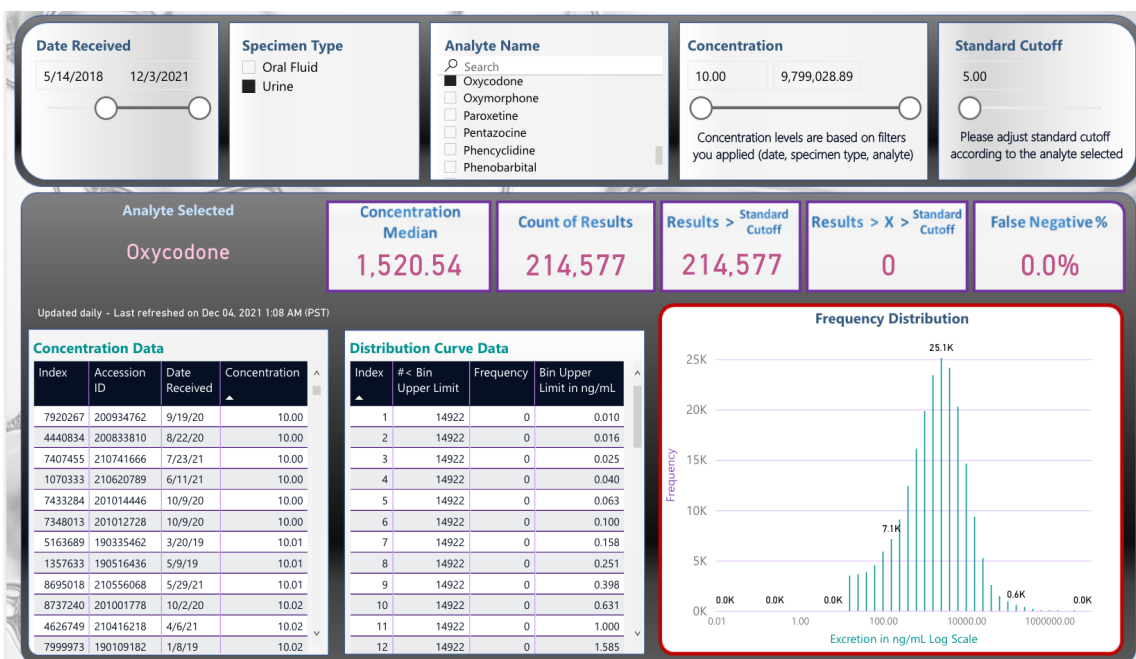 Date Received
5/14/2018 12/3/2021
Specimen Type
Oral Fluid
Urine
Analyte Name
Search
Oxycodone
Oxymorphone
Paroxetine
Pentazocine
Phencyclidine
Phenobarbital
Concentration
10.00 9,799,028.89
Concentration levels are based on filters
you applied (date, specimen type, analyte)
Standard Cutoff
5.00
Please adjust standard cutoff
according to the analyte selected
Analyte Selected
Oxycodone
Concentration
Median
1,520.54
Count of Results
214,577
Results > Standard
Cutoff
214,577
Results > X > Standard
Cutoff
0
False Negative %
0.0%
Updated daily - Last refreshed on Dec 04, 2021 1:08 AM (PST)
Concentration Data
Index Accession ID Date Received Concentration
7920267 200934762 9/19/20 10.00
4440834 200833810 8/22/20 10.00
7407455 210741666 7/23/21 10.00
1070333 210620789 6/11/21 10.00
7433284 201014446 10/9/20 10.00
7348013 201012728 10/9/20 10.00
5163689 190335462 3/20/19 10.01
1357633 190516436 5/9/19 10.01
8695018 210556068 5/29/21 10.01
8737240 201001778 10/2/20 10.02
4626749 210416218 4/6/21 10.02
7999973 190109182 1/8/19 10.02
Distribution Curve Data
Index #< Bin Upper Limit Frequency Bin Upper Limit in ng/mL
1 14922 0 0.010
2 14922 0 0.016
3 14922 0 0.025
4 14922 0 0.040
5 14922 0 0.063
6 14922 0 0.100
7 14922 0 0.158
8 14922 0 0.251
9 14922 0 0.398
10 14922 0 0.631
11 14922 0 1.000
12 14922 0 1.585
Frequency Distribution
25.1K
25K
20K
15K
10K
7.1K
5K
0.0K 0.0K 0.0K 0.6K 0.0K
0K
0.01 1.00 100.00 10000.00 1000000.00
Frequency
Excretion in ng/mL Log Scale